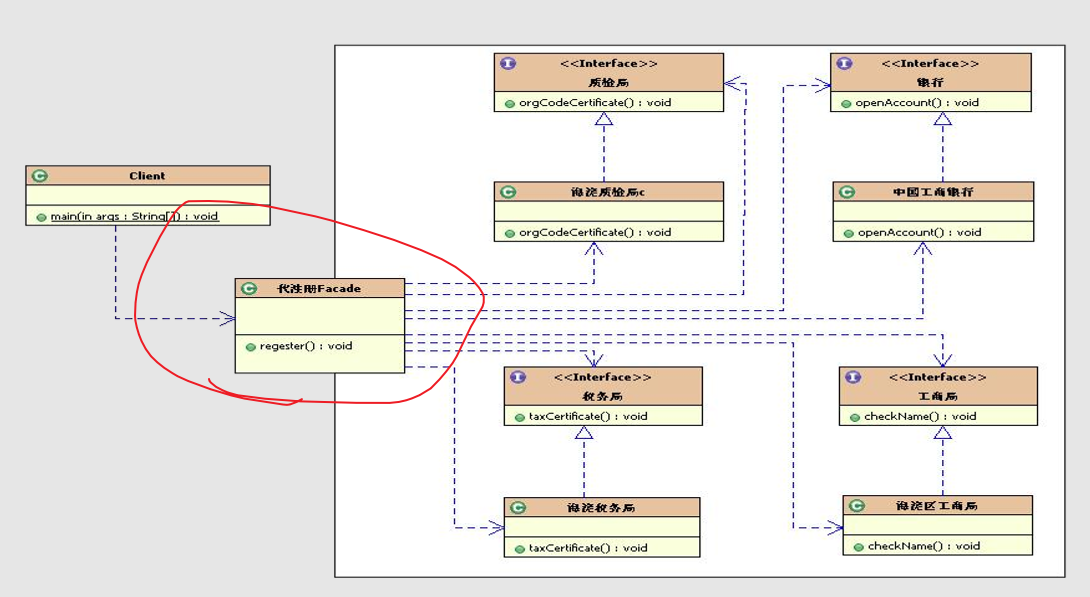 <<Interface>>
质检局
orgCodeCertificate() : void
<<Interface>>
银行
openAccount() : void
Client
main(in args : String[]) : void
海淀质检局c
orgCodeCertificate() : void
中国工商银行
openAccount() : void
代注册Facade
regester() : void
<<Interface>>
税务局
taxCertificate() : void
<<Interface>>
工商局
checkName() : void
海淀税务局
taxCertificate() : void
海淀区工商局
checkName() : void